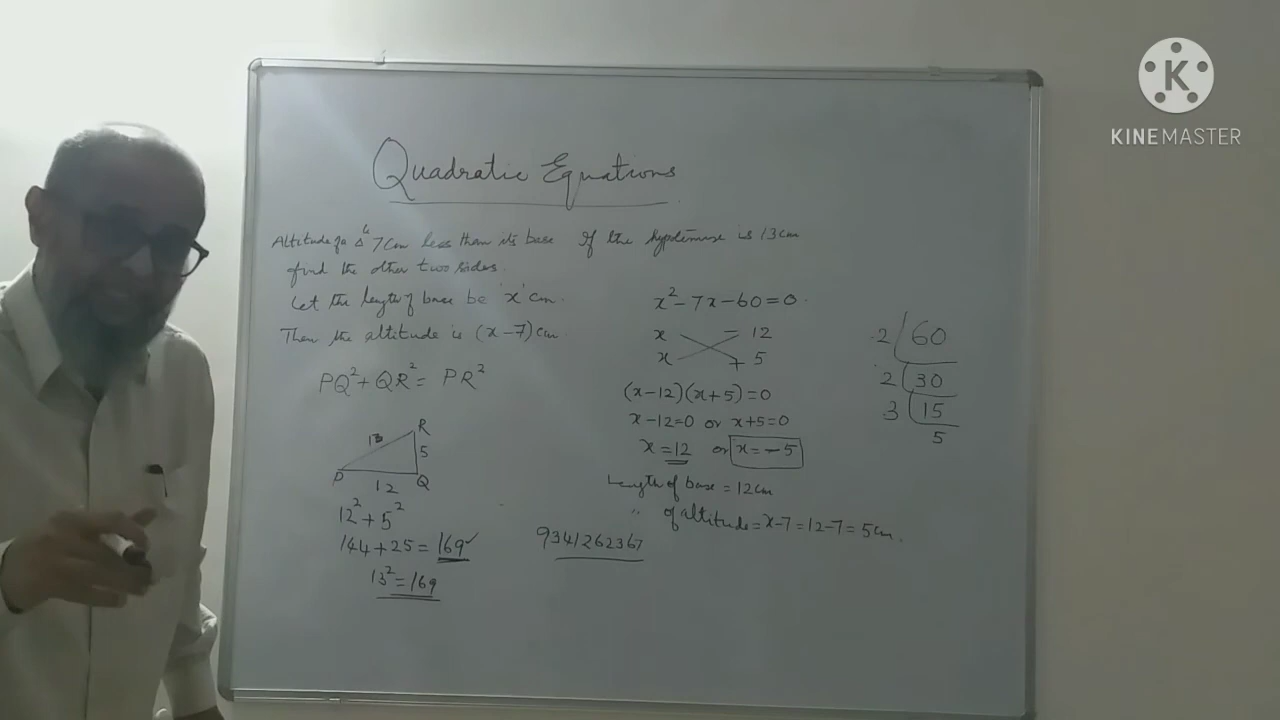 Quadratic Equations
Altitude of a Δle 7cm less than its base If the hypotenuse is 13cm
find the other two sides.
Let the length of base be 'x' cm.
Then the altitude is (x-7) cm.
PQ² + QR² = PR²
R
13
5
P
12
Q
12² + 5²
144 + 25 = 169 ✓
13² = 169
x² - 7x - 60 = 0
x - 12
x + 5
(x-12)(x+5) = 0
x-12=0 or x+5=0
x = 12 or x = -5
Length of base = 12cm
" of altitude = x-7 = 12-7 = 5cm.
9341262367
2 60
2 30
3 15
5
K
KINEMASTER